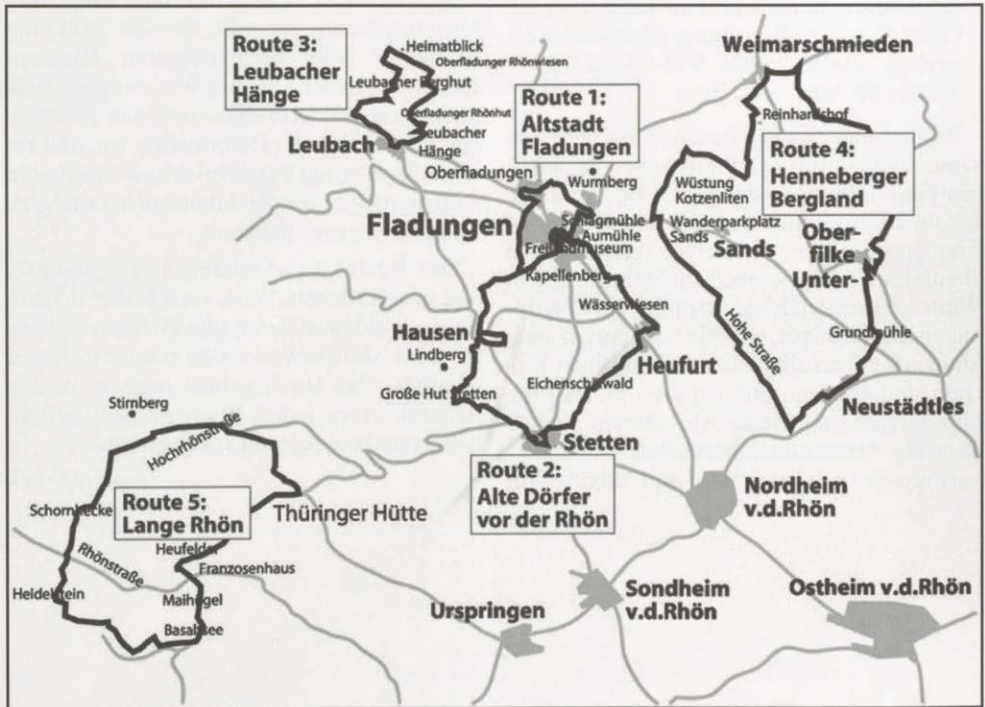 Route 3:
Leubacher
Hänge
Heimatblick
Oberfladunger Rhönwiesen
Leubacher Berghut
Oberfladunger Rhönhut
Leubacher
Hänge
Leubach
Oberfladungen
Route 1:
Altstadt
Fladungen
Wurmberg
Fladungen
Schlagmühle
Aumühle
Freilandmuseum
Kapellenberg
Wässerwiesen
Weimarschmieden
Reinhardshof
Route 4:
Henneberger
Bergland
Wüstung
Kotzenliten
Wanderparkplatz
Sands
Sands
Ober-
filke
Unter-
Hohe Straße
Grundmühle
Neustädtles
Hausen
Lindberg
Große Hut Stetten
Heufurt
Eichenschälwald
Stetten
Route 2:
Alte Dörfer
vor der Rhön
Stirnberg
Hochrhönstraße
Route 5:
Lange Rhön
Schornhecke
Thüringer Hütte
Heufelder
Franzosenhaus
Rhönstraße
Heidelstein
Maihügel
Basaltsee
Nordheim
v.d.Rhön
Urspringen
Sondheim
v.d.Rhön
Ostheim v.d.Rhön